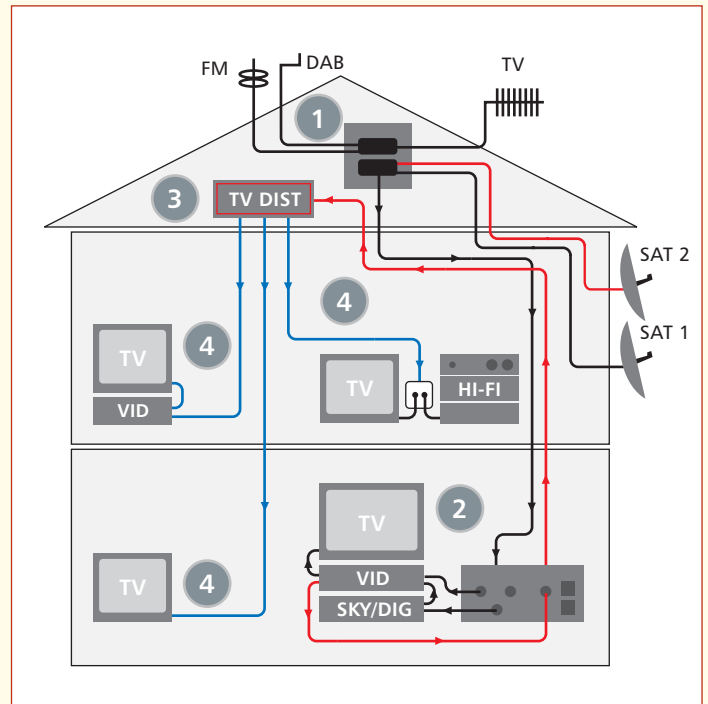 FM
DAB
TV
1
3
TV DIST
SAT 2
4
SAT 1
4
TV
VID
TV
HI-FI
2
TV
TV
4
VID
SKY/DIG